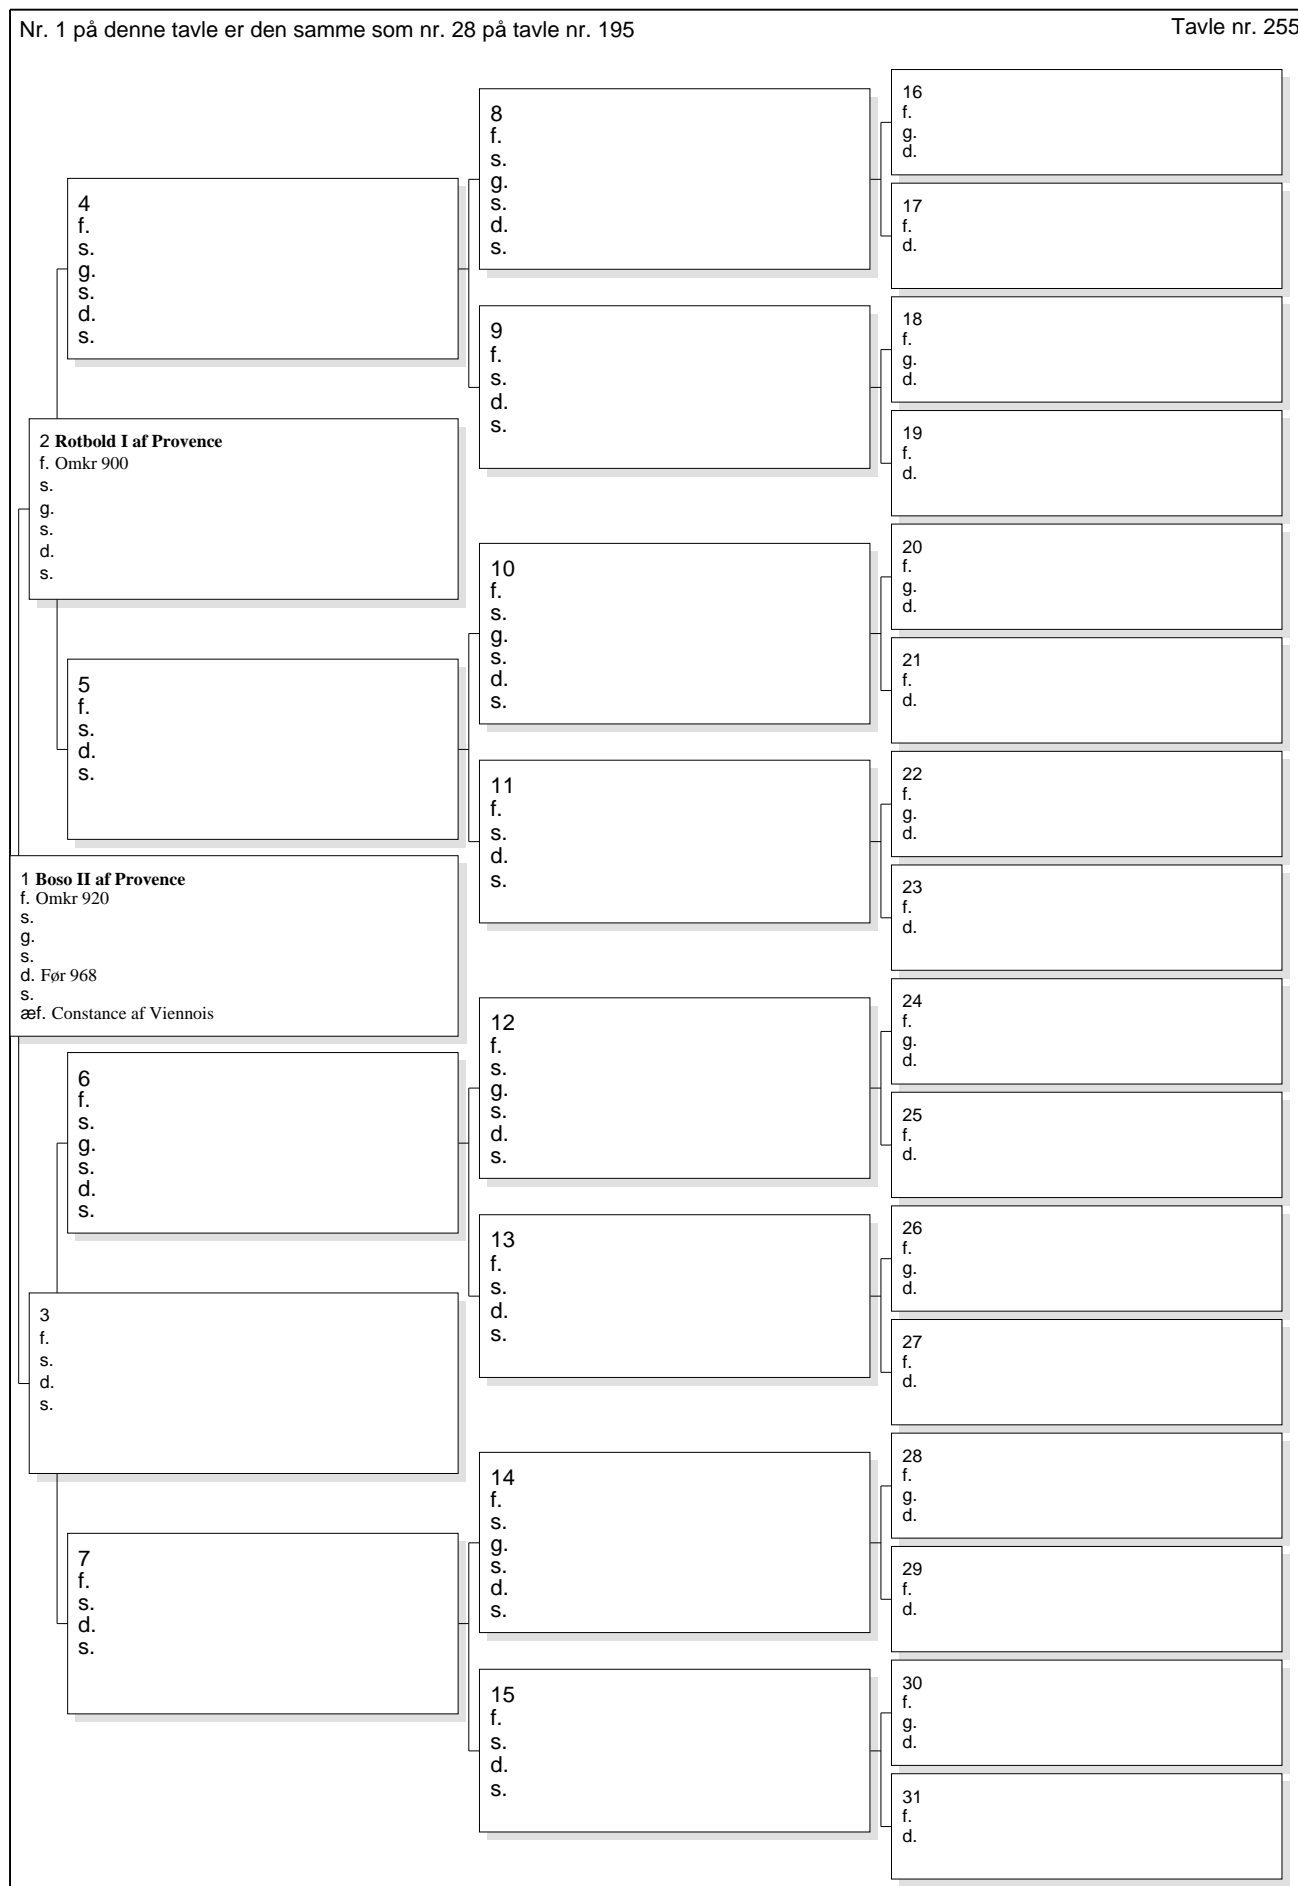 Nr. 1 på denne tavle er den samme som nr. 28 på tavle nr. 195
Tavle nr. 255
4
f.
s.
g.
s.
d.
s.
2 Rotbold I af Provence
f. Omkr 900
s.
g.
s.
d.
s.
5
f.
s.
d.
s.
1 Boso II af Provence
f. Omkr 920
s.
g.
s.
d. Før 968
s.
æf. Constance af Viennois
6
f.
s.
g.
s.
d.
s.
3
f.
s.
d.
s.
7
f.
s.
d.
s.
8
f.
s.
g.
s.
d.
s.
9
f.
s.
d.
s.
10
f.
s.
g.
s.
d.
s.
11
f.
s.
d.
s.
12
f.
s.
g.
s.
d.
s.
13
f.
s.
d.
s.
14
f.
s.
g.
s.
d.
s.
15
f.
s.
d.
s.
16
f.
g.
d.
17
f.
d.
18
f.
g.
d.
19
f.
d.
20
f.
g.
d.
21
f.
d.
22
f.
g.
d.
23
f.
d.
24
f.
g.
d.
25
f.
d.
26
f.
g.
d.
27
f.
d.
28
f.
g.
d.
29
f.
d.
30
f.
g.
d.
31
f.
d.